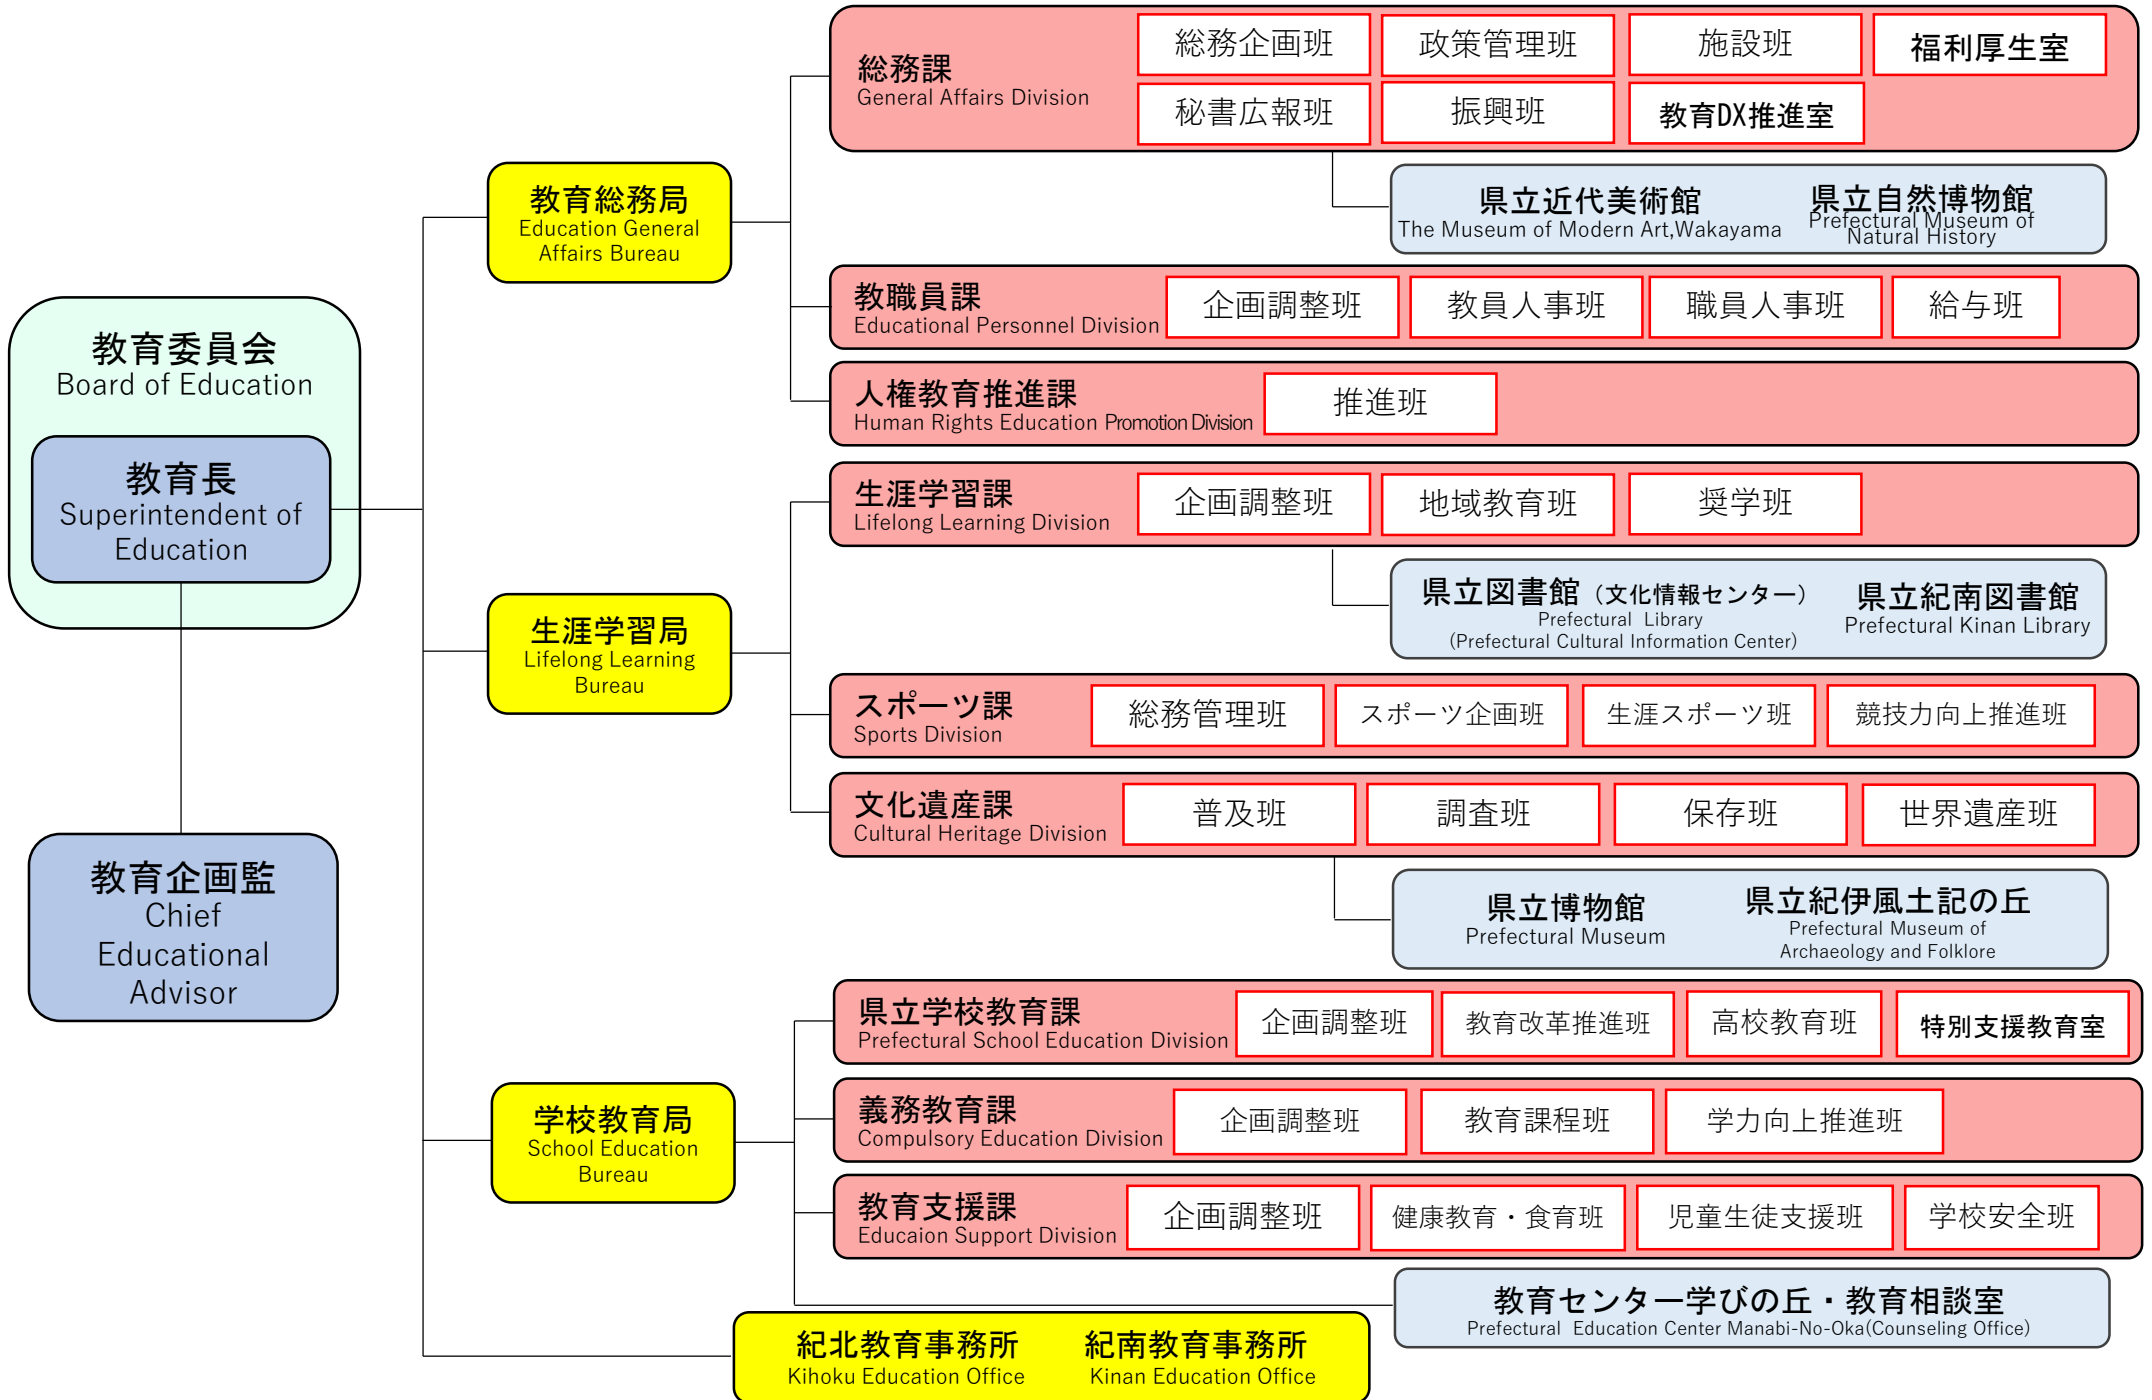 教育委員会
Board of Education
教育長
Superintendent of
Education
教育企画監
Chief
Educational
Advisor
教育総務局
Education General
Affairs Bureau
総務課
General Affairs Division
総務企画班
政策管理班
施設班
福利厚生室
秘書広報班
振興班
教育DX推進室
県立近代美術館
The Museum of Modern Art,Wakayama
県立自然博物館
Prefectural Museum of
Natural History
教職員課
Educational Personnel Division
企画調整班
教員人事班
職員人事班
給与班
人権教育推進課
Human Rights Education Promotion Division
推進班
生涯学習局
Lifelong Learning
Bureau
生涯学習課
Lifelong Learning Division
企画調整班
地域教育班
奨学班
県立図書館（文化情報センター）
Prefectural Library
(Prefectural Cultural Information Center)
県立紀南図書館
Prefectural Kinan Library
スポーツ課
Sports Division
総務管理班
スポーツ企画班
生涯スポーツ班
競技力向上推進班
文化遺産課
Cultural Heritage Division
普及班
調査班
保存班
世界遺産班
県立博物館
Prefectural Museum
県立紀伊風土記の丘
Prefectural Museum of
Archaeology and Folklore
学校教育局
School Education
Bureau
県立学校教育課
Prefectural School Education Division
企画調整班
教育改革推進班
高校教育班
特別支援教育室
義務教育課
Compulsory Education Division
企画調整班
教育課程班
学力向上推進班
教育支援課
Educaion Support Division
企画調整班
健康教育・食育班
児童生徒支援班
学校安全班
教育センター学びの丘・教育相談室
Prefectural Education Center Manabi-No-Oka(Counseling Office)
紀北教育事務所
Kihoku Education Office
紀南教育事務所
Kinan Education Office